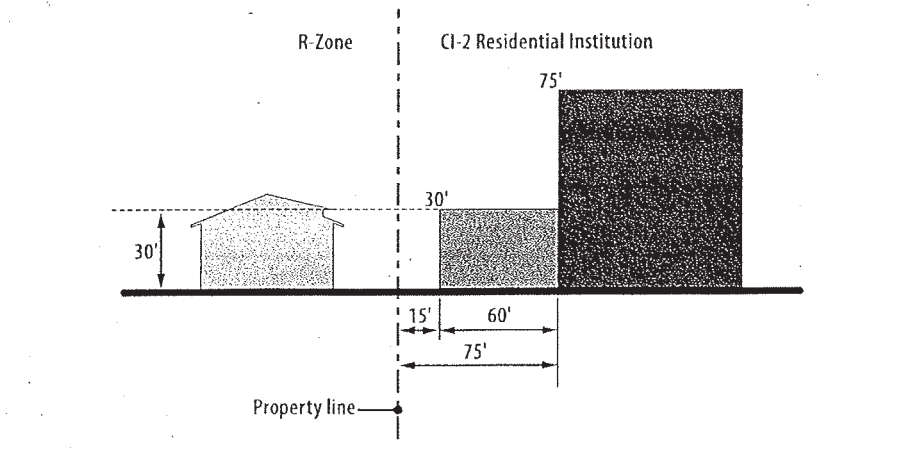 R-Zone
CI-2 Residential Institution
75'
30'
30'
15'
60'
75'
Property line